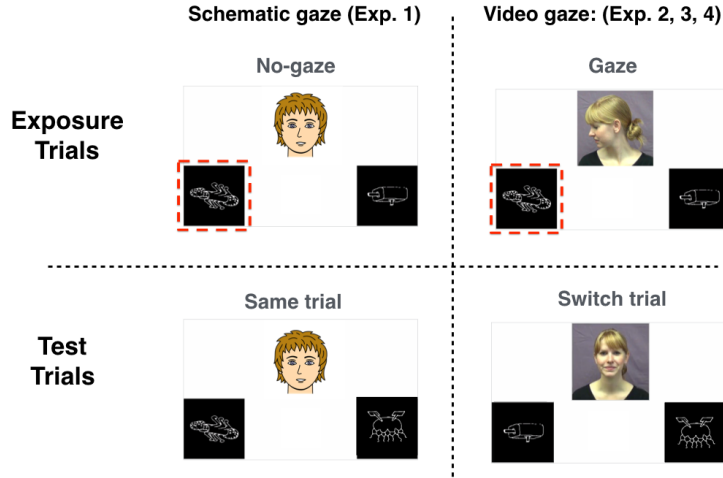 Schematic gaze (Exp. 1)
Video gaze: (Exp. 2, 3, 4)
No-gaze
Gaze
Exposure
Trials
Same trial
Switch trial
Test
Trials